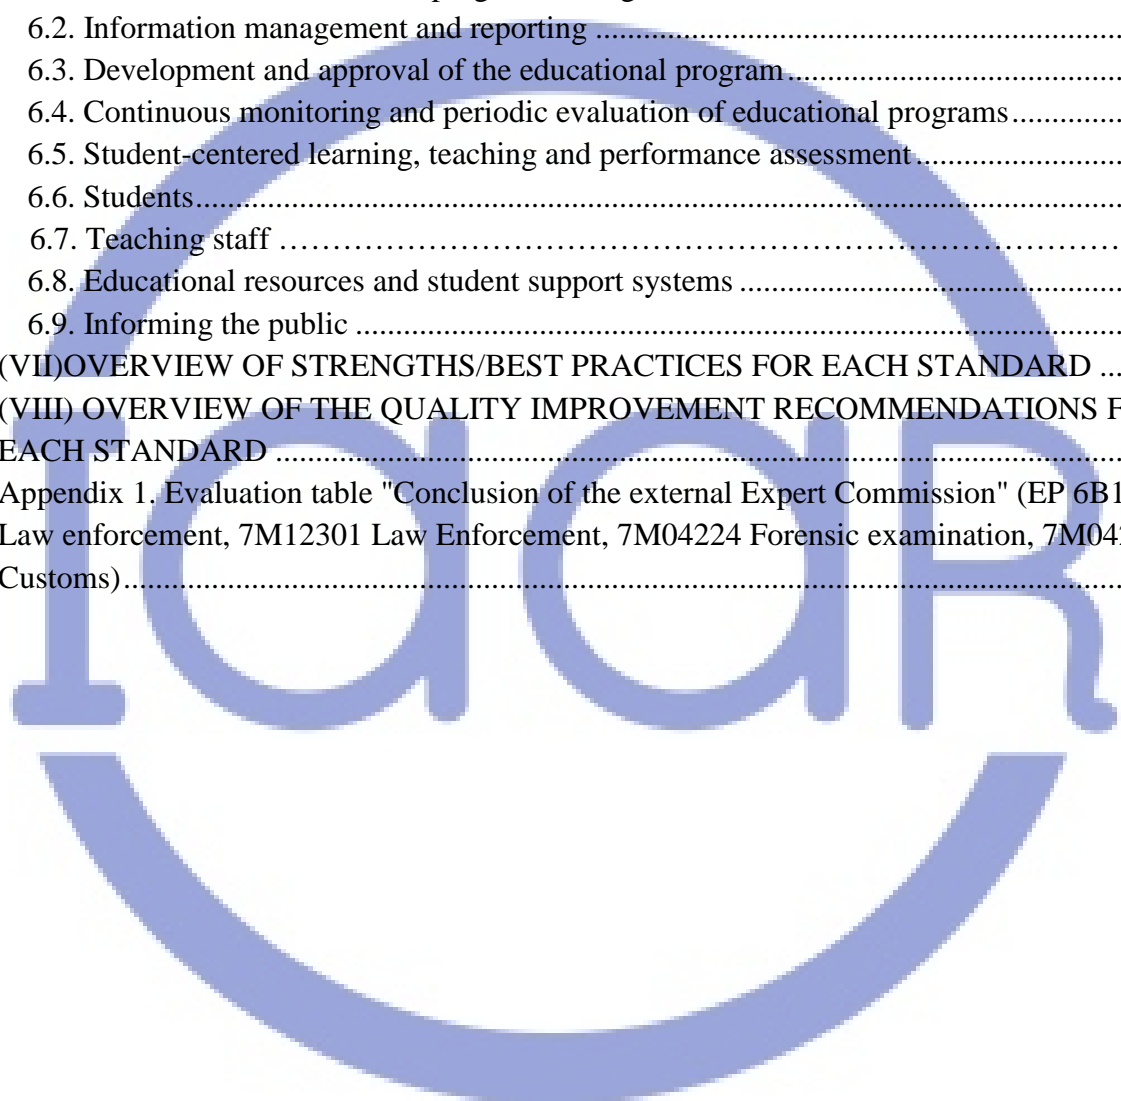 6.2. Information management and reporting ................................................................
6.3. Development and approval of the educational program........................................
6.4. Continuous monitoring and periodic evaluation of educational programs..............
6.5. Student-centered learning, teaching and performance assessment.........................
6.6. Students...............................................................................................................
6.7. Teaching staff ……………………………………………………………………
6.8. Educational resources and student support systems ..............................................
6.9. Informing the public ............................................................................................
(VII)OVERVIEW OF STRENGTHS/BEST PRACTICES FOR EACH STANDARD ...
(VIII) OVERVIEW OF THE QUALITY IMPROVEMENT RECOMMENDATIONS
EACH STANDARD ....................................................................................................
Appendix 1. Evaluation table "Conclusion of the external Expert Commission" (EP 6B1
Law enforcement, 7M12301 Law Enforcement, 7M04224 Forensic examination, 7M04
Customs)........................................................................................................................
IaaR